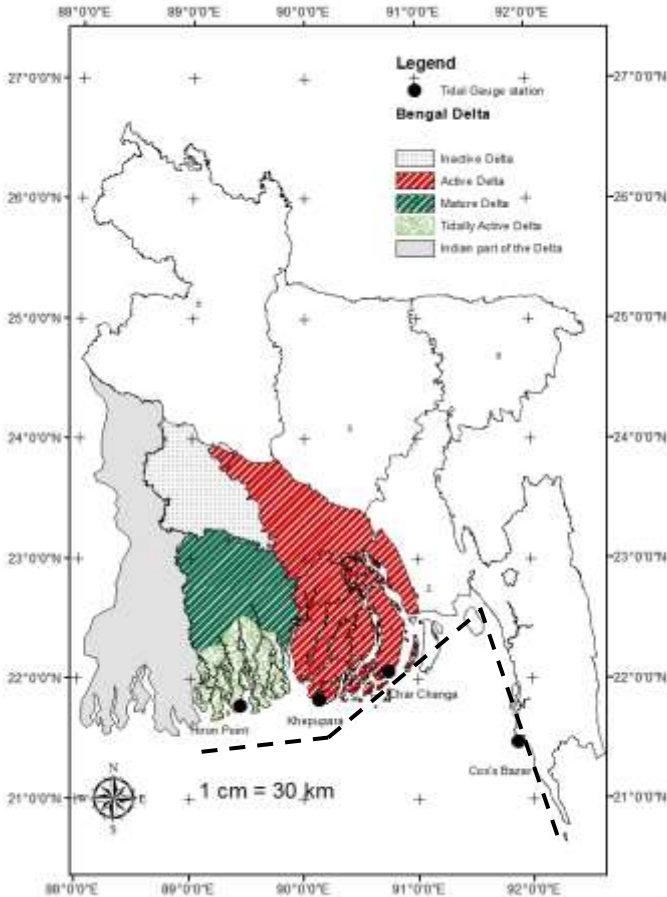 88°0'0"E 89°0'0"E 90°0'0"E 91°0'0"E 92°0'0"E
Legend
27°0'0"N 27°0'0"N
Tidal Gauge station
Bengal Delta
Inactive Delta
Active Delta
26°0'0"N 26°0'0"N
Mature Delta
Tidally Active Delta
Indian part of the Delta
25°0'0"N 25°0'0"N
24°0'0"N 24°0'0"N
23°0'0"N 23°0'0"N
22°0'0"N 22°0'0"N
Char Changa
Khepupara
Hiron Point
Cox's Bazar
N
W E
S
1 cm = 30 km
21°0'0"N 21°0'0"N
88°0'0"E 89°0'0"E 90°0'0"E 91°0'0"E 92°0'0"E